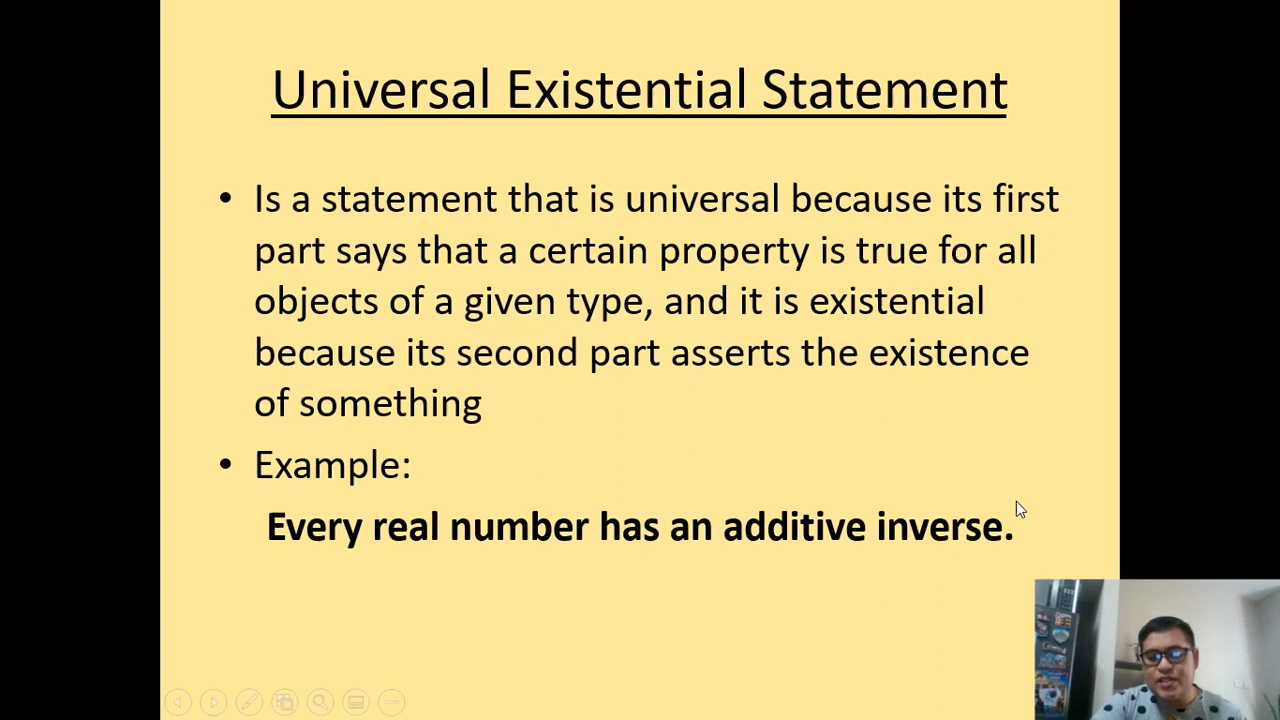 Universal Existential Statement
• Is a statement that is universal because its first
part says that a certain property is true for all
objects of a given type, and it is existential
because its second part asserts the existence
of something
• Example:
Every real number has an additive inverse.